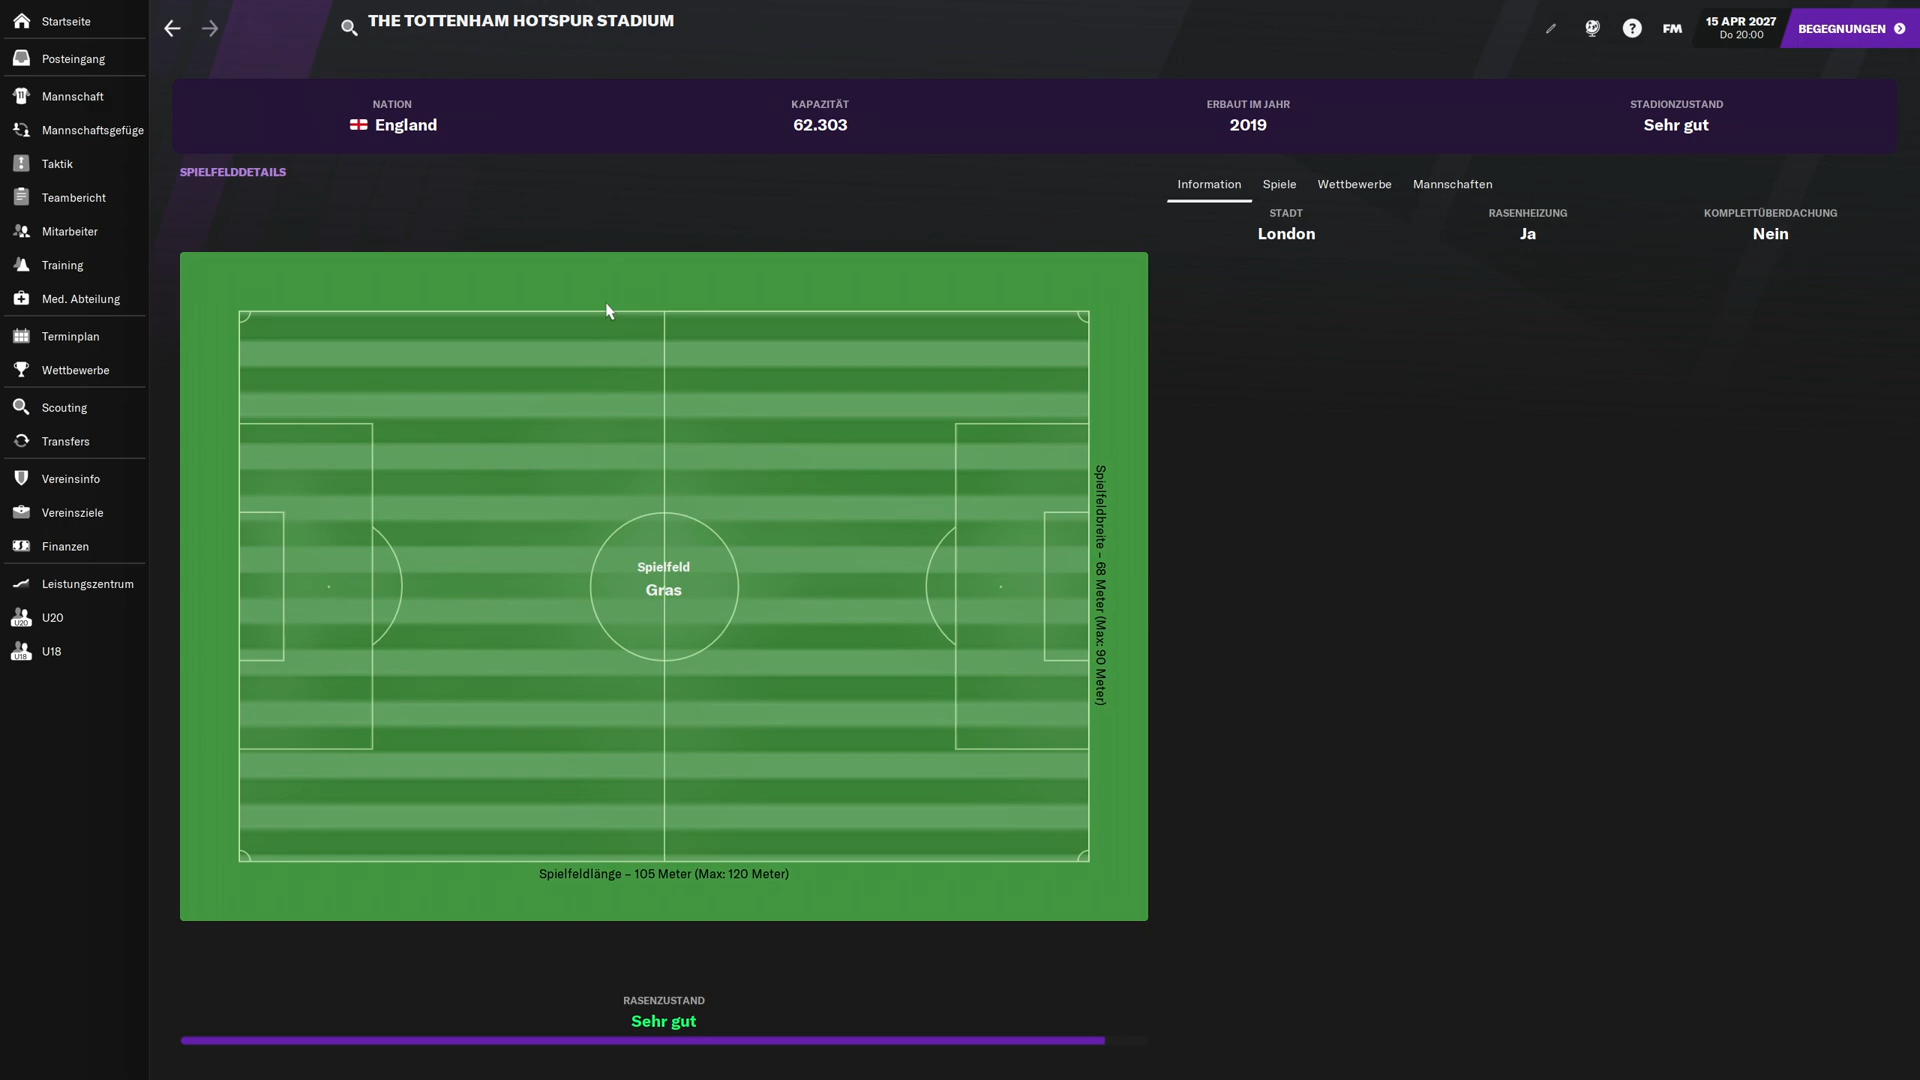 Startseite
Posteingang
Mannschaft
Mannschaftsgefüge
Taktik
Teambericht
Mitarbeiter
Training
Med. Abteilung
Terminplan
Wettbewerbe
Scouting
Transfers
Vereinsinfo
Vereinsziele
Finanzen
Leistungszentrum
U20
U20
U18
U18
THE TOTTENHAM HOTSPUR STADIUM
FM
15 APR 2027
Do 20:00
BEGEGNUNGEN
NATION
England
KAPAZITÄT
62.303
ERBAUT IM JAHR
2019
STADIONZUSTAND
Sehr gut
SPIELFELDDETAILS
Information Spiele Wettbewerbe Mannschaften
STADT
London
RASENHEIZUNG
Ja
KOMPLETTÜBERDACHUNG
Nein
Spielfeld
Gras
Spielfeldbreite – 68 Meter (Max: 90 Meter)
Spielfeldlänge – 105 Meter (Max: 120 Meter)
RASENZUSTAND
Sehr gut